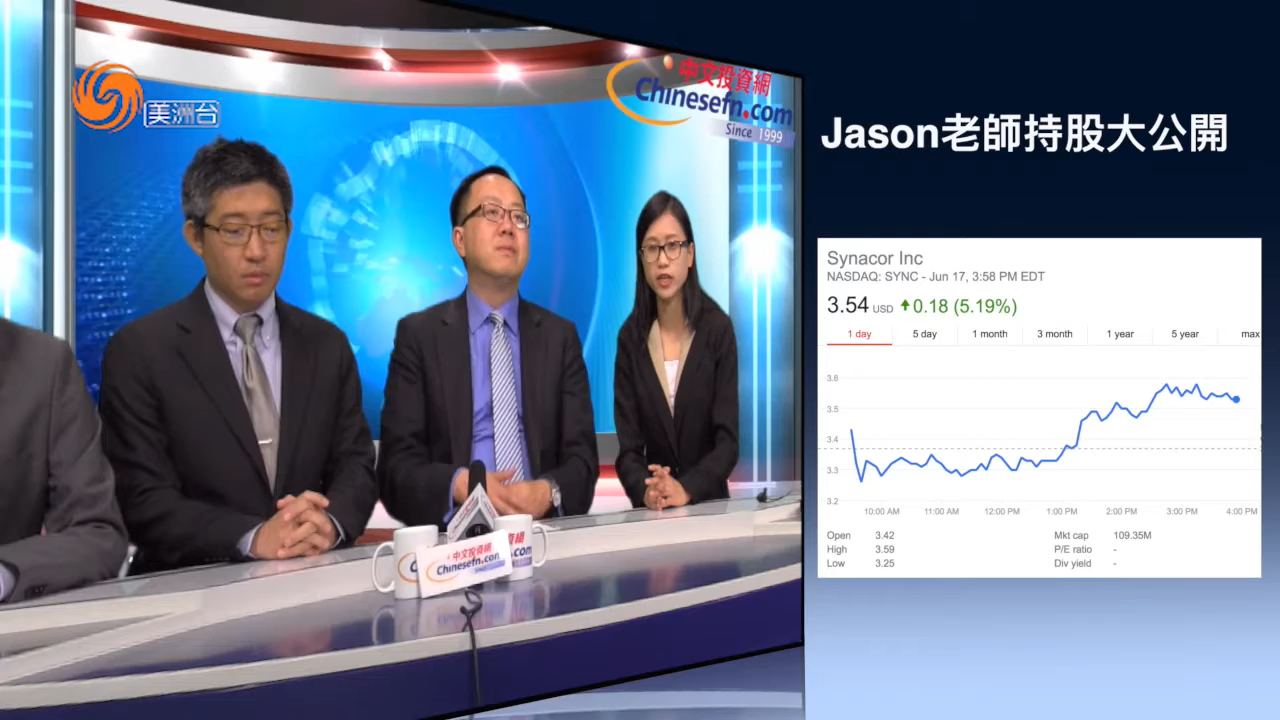 美洲台
中文投資網
Chinesefn.com
Since 1999
Jason老師持股大公開
Synacor Inc
NASDAQ: SYNC - Jun 17, 3:58 PM EDT
3.54 USD 0.18 (5.19%)
1 day 5 day 1 month 3 month 1 year 5 year max
3.6
3.5
3.4
3.3
3.2
10:00 AM 11:00 AM 12:00 PM 1:00 PM 2:00 PM 3:00 PM 4:00 PM
Open 3.42 Mkt cap 109.35M
High 3.59 P/E ratio -
Low 3.25 Div yield -
中文投資網
Chinesefn.com